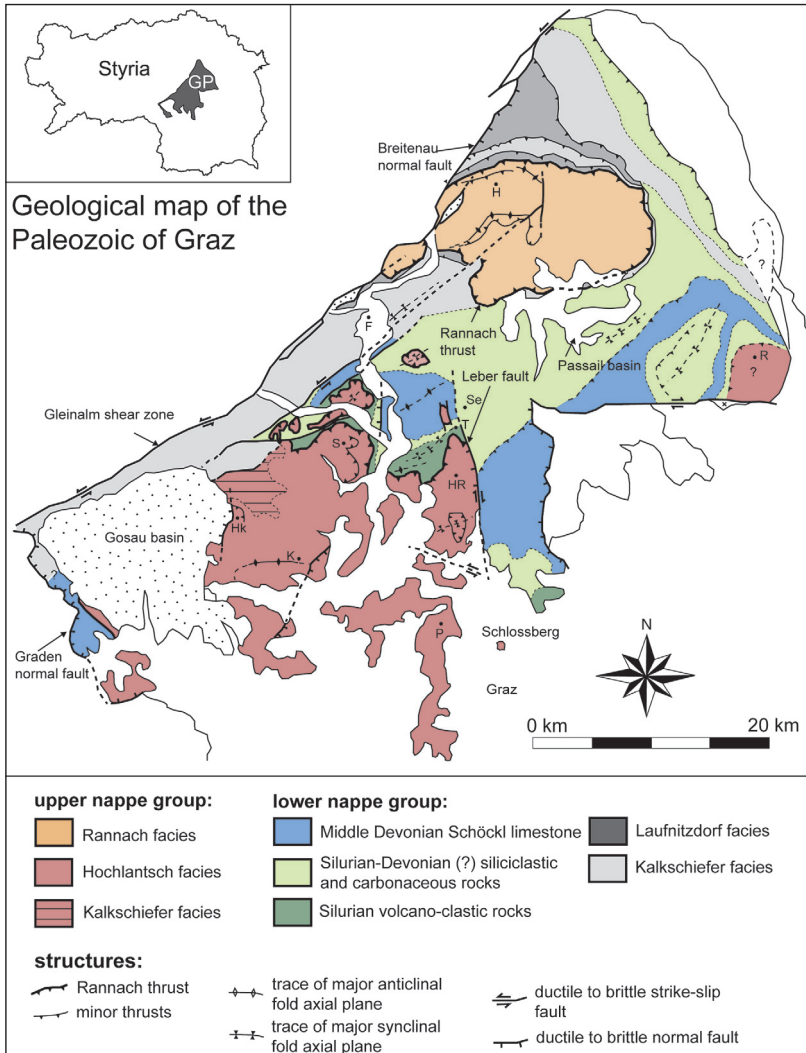 Styria
GP
Geological map of the
Paleozoic of Graz
Breitenau
normal fault
H
?
F
Rannach
thrust
Passail basin
R
?
Leber fault
Se
T
Gleinalm shear zone
S
HR
Hk
Gosau basin
K
P
Schlossberg
Graz
Graden
normal fault
N
0 km
20 km
upper nappe group:
Rannach facies
Hochlantsch facies
Kalkschiefer facies
lower nappe group:
Middle Devonian Schöckl limestone
Silurian-Devonian (?) siliciclastic
and carbonaceous rocks
Silurian volcano-clastic rocks
Laufnitzdorf facies
Kalkschiefer facies
structures:
Rannach thrust
minor thrusts
trace of major anticlinal
fold axial plane
trace of major synclinal
fold axial plane
ductile to brittle strike-slip
fault
ductile to brittle normal fault